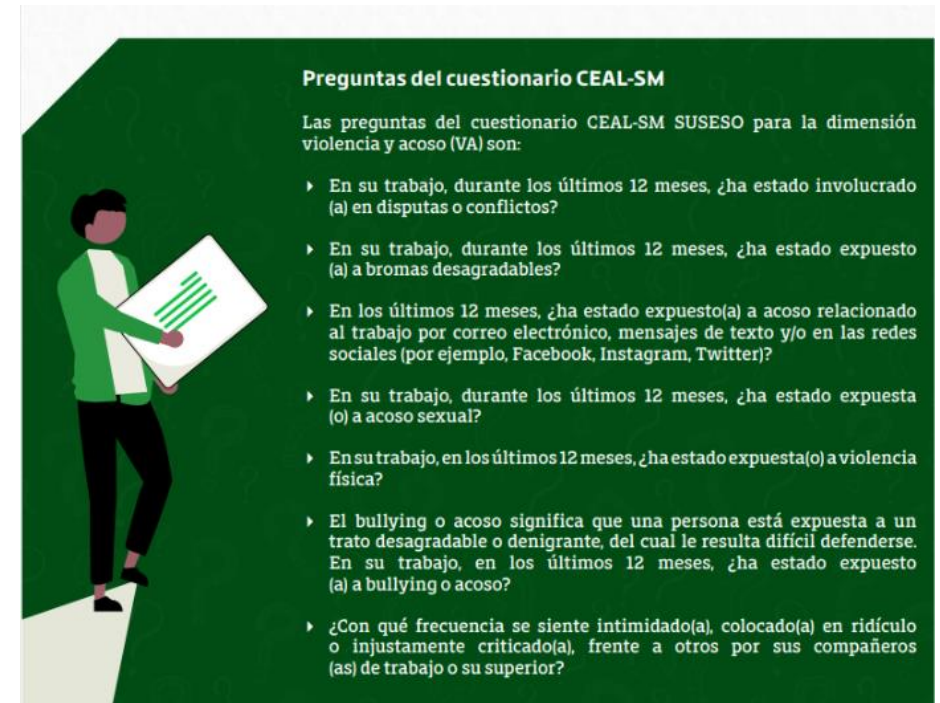 Preguntas del cuestionario CEAL-SM
Las preguntas del cuestionario CEAL-SM SUSESO para la dimensión
violencia y acoso (VA) son:
‣ En su trabajo, durante los últimos 12 meses, ¿ha estado involucrado
(a) en disputas o conflictos?
‣ En su trabajo, durante los últimos 12 meses, ¿ha estado expuesto
(a) a bromas desagradables?
‣ En los últimos 12 meses, ¿ha estado expuesto(a) a acoso relacionado
al trabajo por correo electrónico, mensajes de texto y/o en las redes
sociales (por ejemplo, Facebook, Instagram, Twitter)?
‣ En su trabajo, durante los últimos 12 meses, ¿ha estado expuesta
(o) a acoso sexual?
‣ En su trabajo, en los últimos 12 meses, ¿ha estado expuesta(o) a violencia
física?
‣ El bullying o acoso significa que una persona está expuesta a un
trato desagradable o denigrante, del cual le resulta difícil defenderse.
En su trabajo, en los últimos 12 meses, ¿ha estado expuesto
(a) a bullying o acoso?
‣ ¿Con qué frecuencia se siente intimidado(a), colocado(a) en ridículo
o injustamente criticado(a), frente a otros por sus compañeros
(as) de trabajo o su superior?